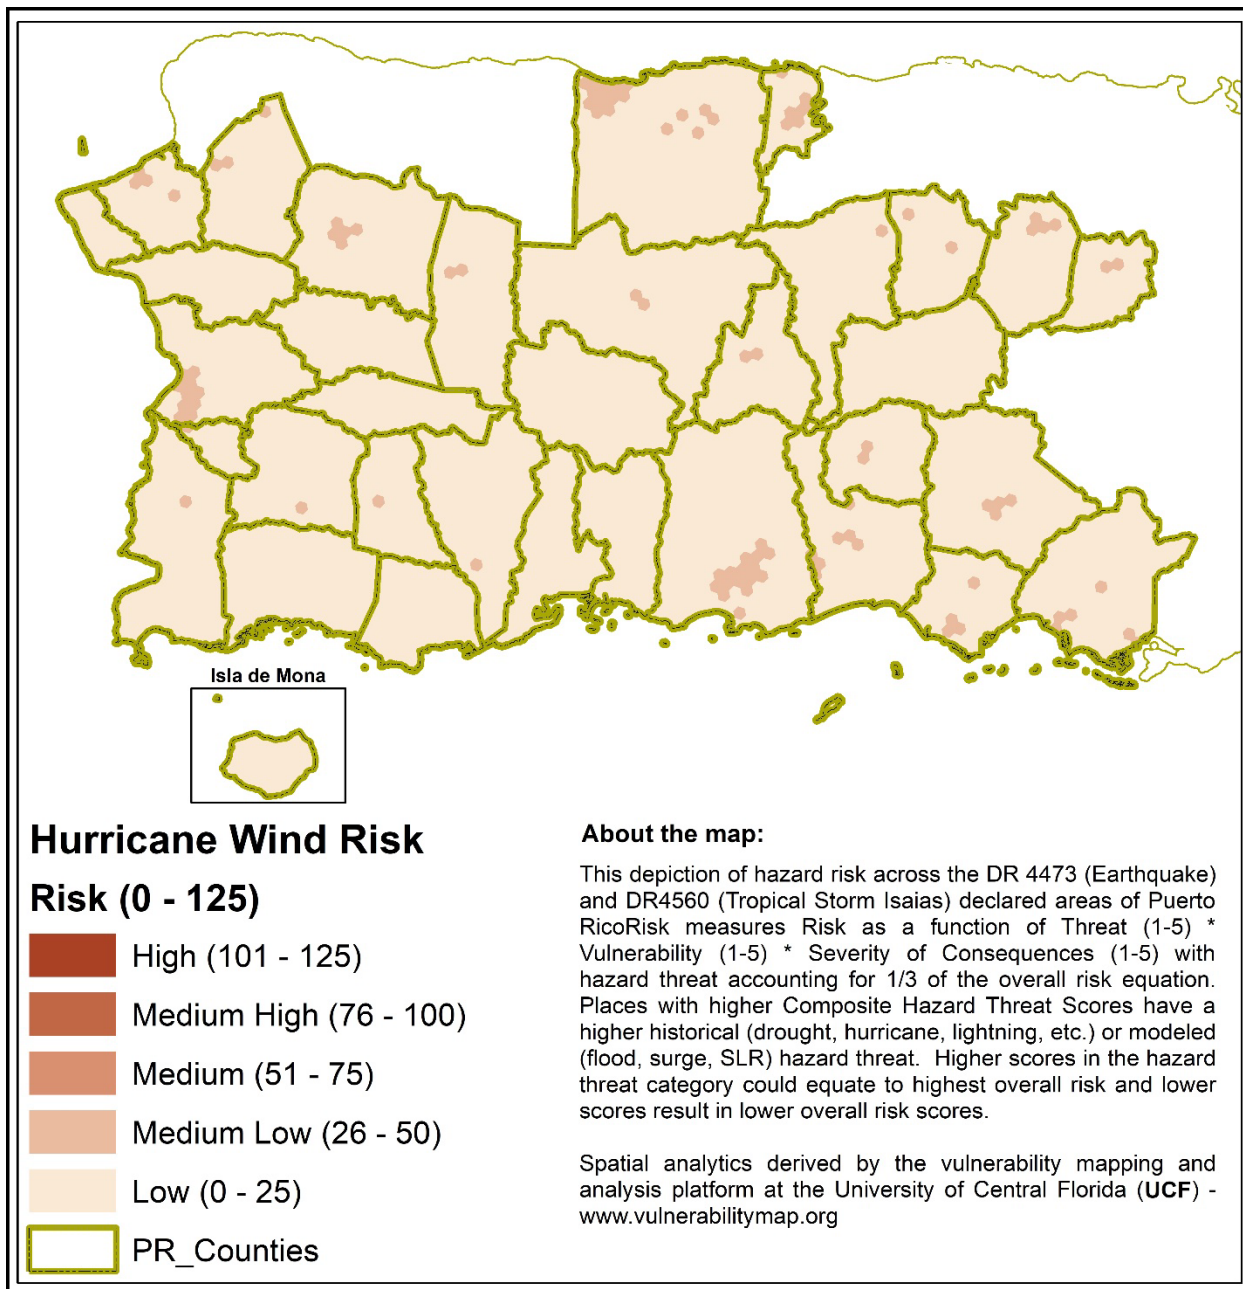 Isla de Mona
Hurricane Wind Risk
Risk (0 - 125)
High (101 - 125)
Medium High (76 - 100)
Medium (51 - 75)
Medium Low (26 - 50)
Low (0 - 25)
PR_Counties
About the map:
This depiction of hazard risk across the DR 4473 (Earthquake)
and DR4560 (Tropical Storm Isaias) declared areas of Puerto
RicoRisk measures Risk as a function of Threat (1-5) *
Vulnerability (1-5) * Severity of Consequences (1-5) with
hazard threat accounting for 1/3 of the overall risk equation.
Places with higher Composite Hazard Threat Scores have a
higher historical (drought, hurricane, lightning, etc.) or modeled
(flood, surge, SLR) hazard threat. Higher scores in the hazard
threat category could equate to highest overall risk and lower
scores result in lower overall risk scores.
Spatial analytics derived by the vulnerability mapping and
analysis platform at the University of Central Florida (UCF) -
www.vulnerabilitymap.org